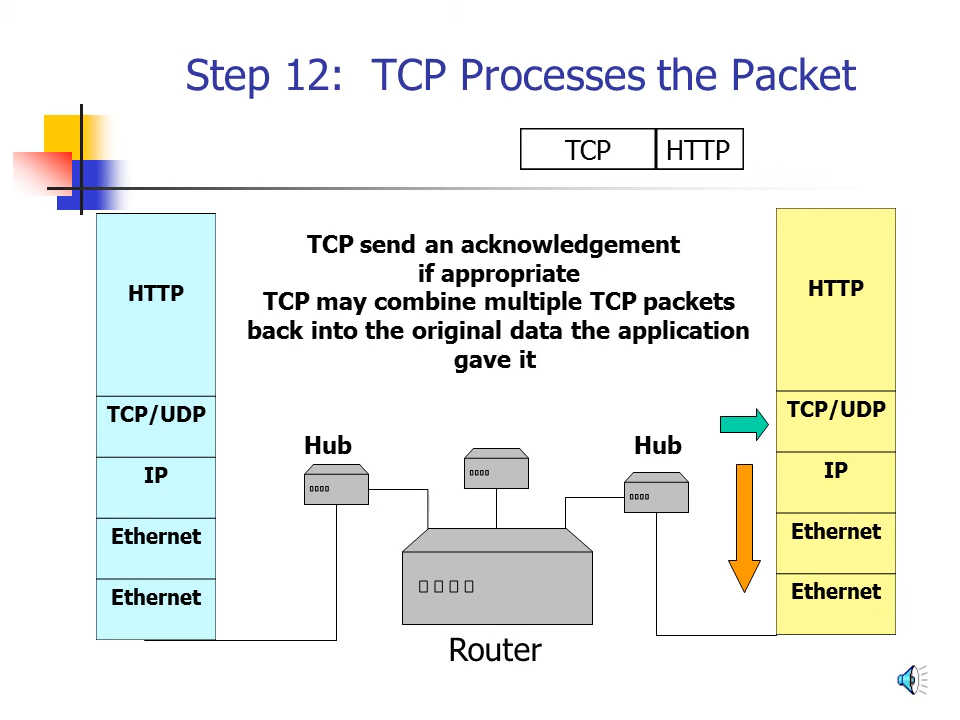 Step 12:  TCP Processes the Packet
TCP
HTTP
TCP send an acknowledgement
if appropriate
TCP may combine multiple TCP packets
back into the original data the application
gave it
HTTP
TCP/UDP
IP
Ethernet
Ethernet
Hub
Hub
Router
HTTP
TCP/UDP
IP
Ethernet
Ethernet